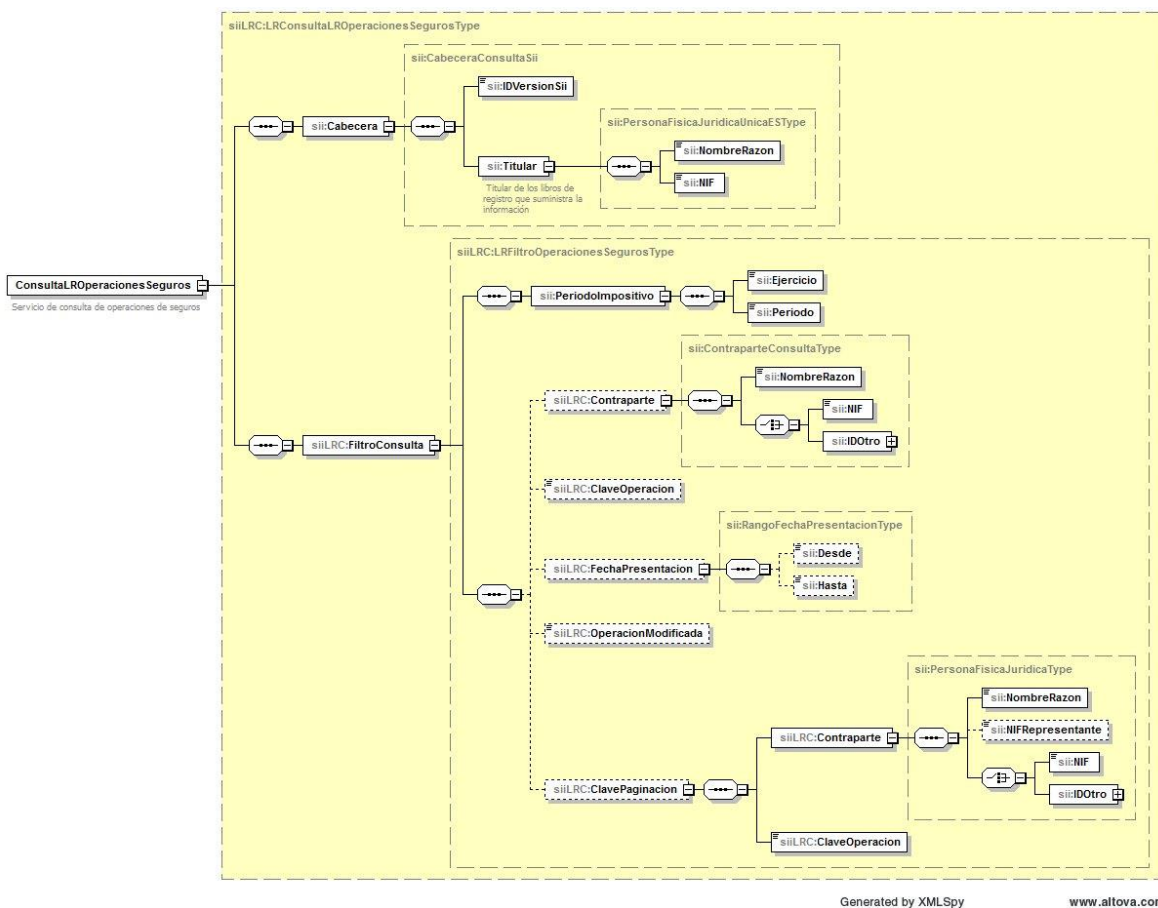 siiLRC:LRConsultaLROperacionesSegurosType
sii:CabeceraConsultaSii
sii:IDVersionSii
sii:Cabecera
sii:PersonaFisicaJuridicaUnicaESType
sii:NombreRazon
sii:Titular
sii:NIF
Titular de los libros de
registro que suministra la
información
siiLRC:LRFiltroOperacionesSegurosType
ConsultaLROperacionesSeguros
Servicio de consulta de operaciones de seguros
sii:PeriodoImpositivo
sii:Ejercicio
sii:Periodo
sii:ContraparteConsultaType
sii:NombreRazon
siiLRC:Contraparte
sii:NIF
sii:IDOtro
siiLRC:FiltroConsulta
siiLRC:ClaveOperacion
sii:RangoFechaPresentacionType
sii:Desde
siiLRC:FechaPresentacion
sii:Hasta
siiLRC:OperacionModificada
sii:PersonaFisicaJuridicaType
sii:NombreRazon
sii:NIFRepresentante
siiLRC:Contraparte
sii:NIF
sii:IDOtro
siiLRC:ClavePaginacion
siiLRC:ClaveOperacion
Generated by XMLSpy
www.altova.com